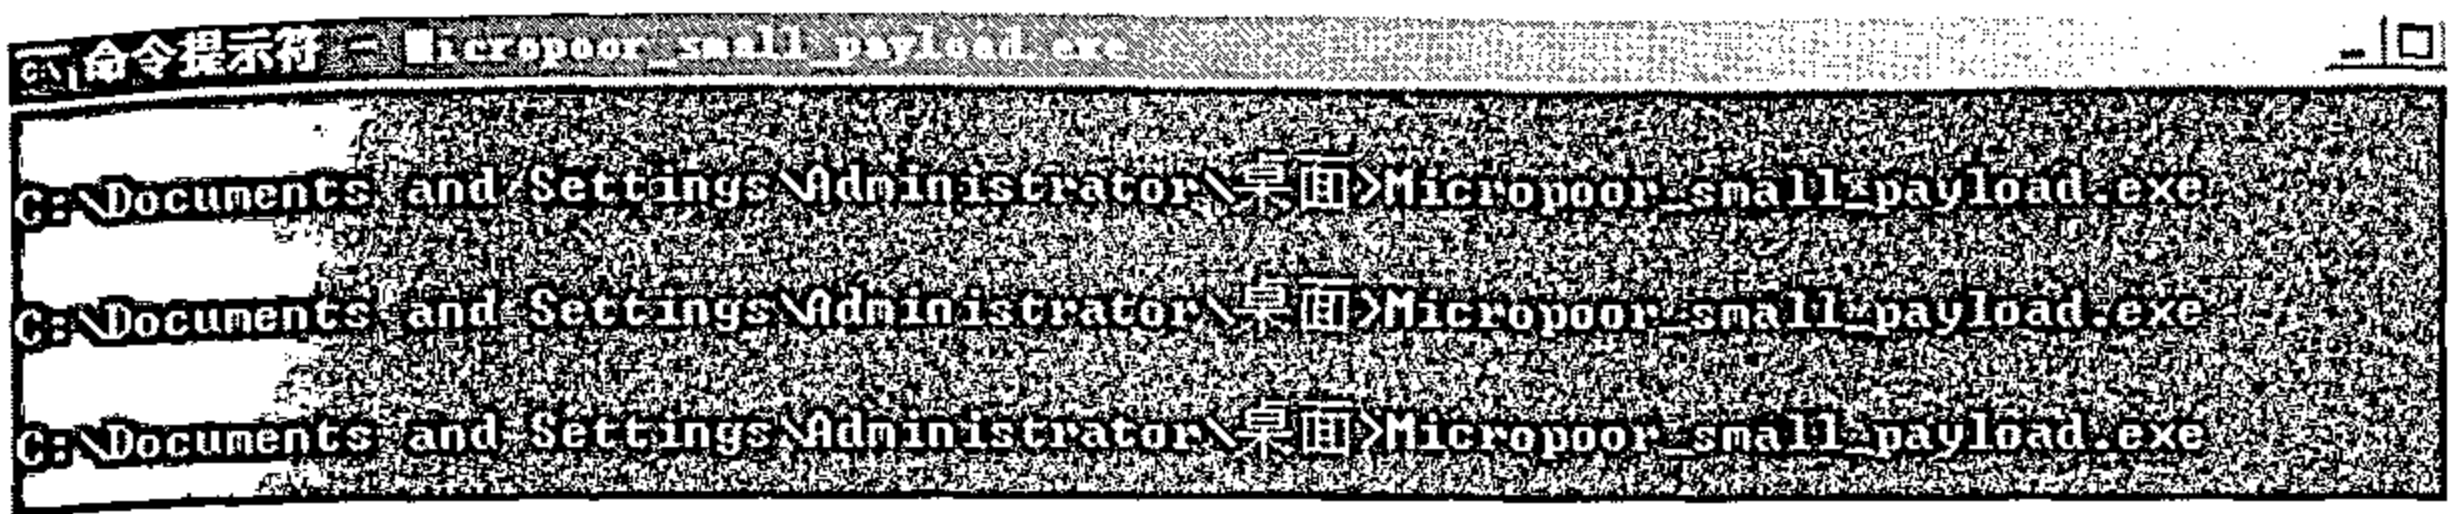 命令提示符 - Micropoor_small_payload.exe
C:\Documents and Settings\Administrator\桌面>Micropoor_small_payload.exe
C:\Documents and Settings\Administrator\桌面>Micropoor_small_payload.exe
C:\Documents and Settings\Administrator\桌面>Micropoor_small_payload.exe